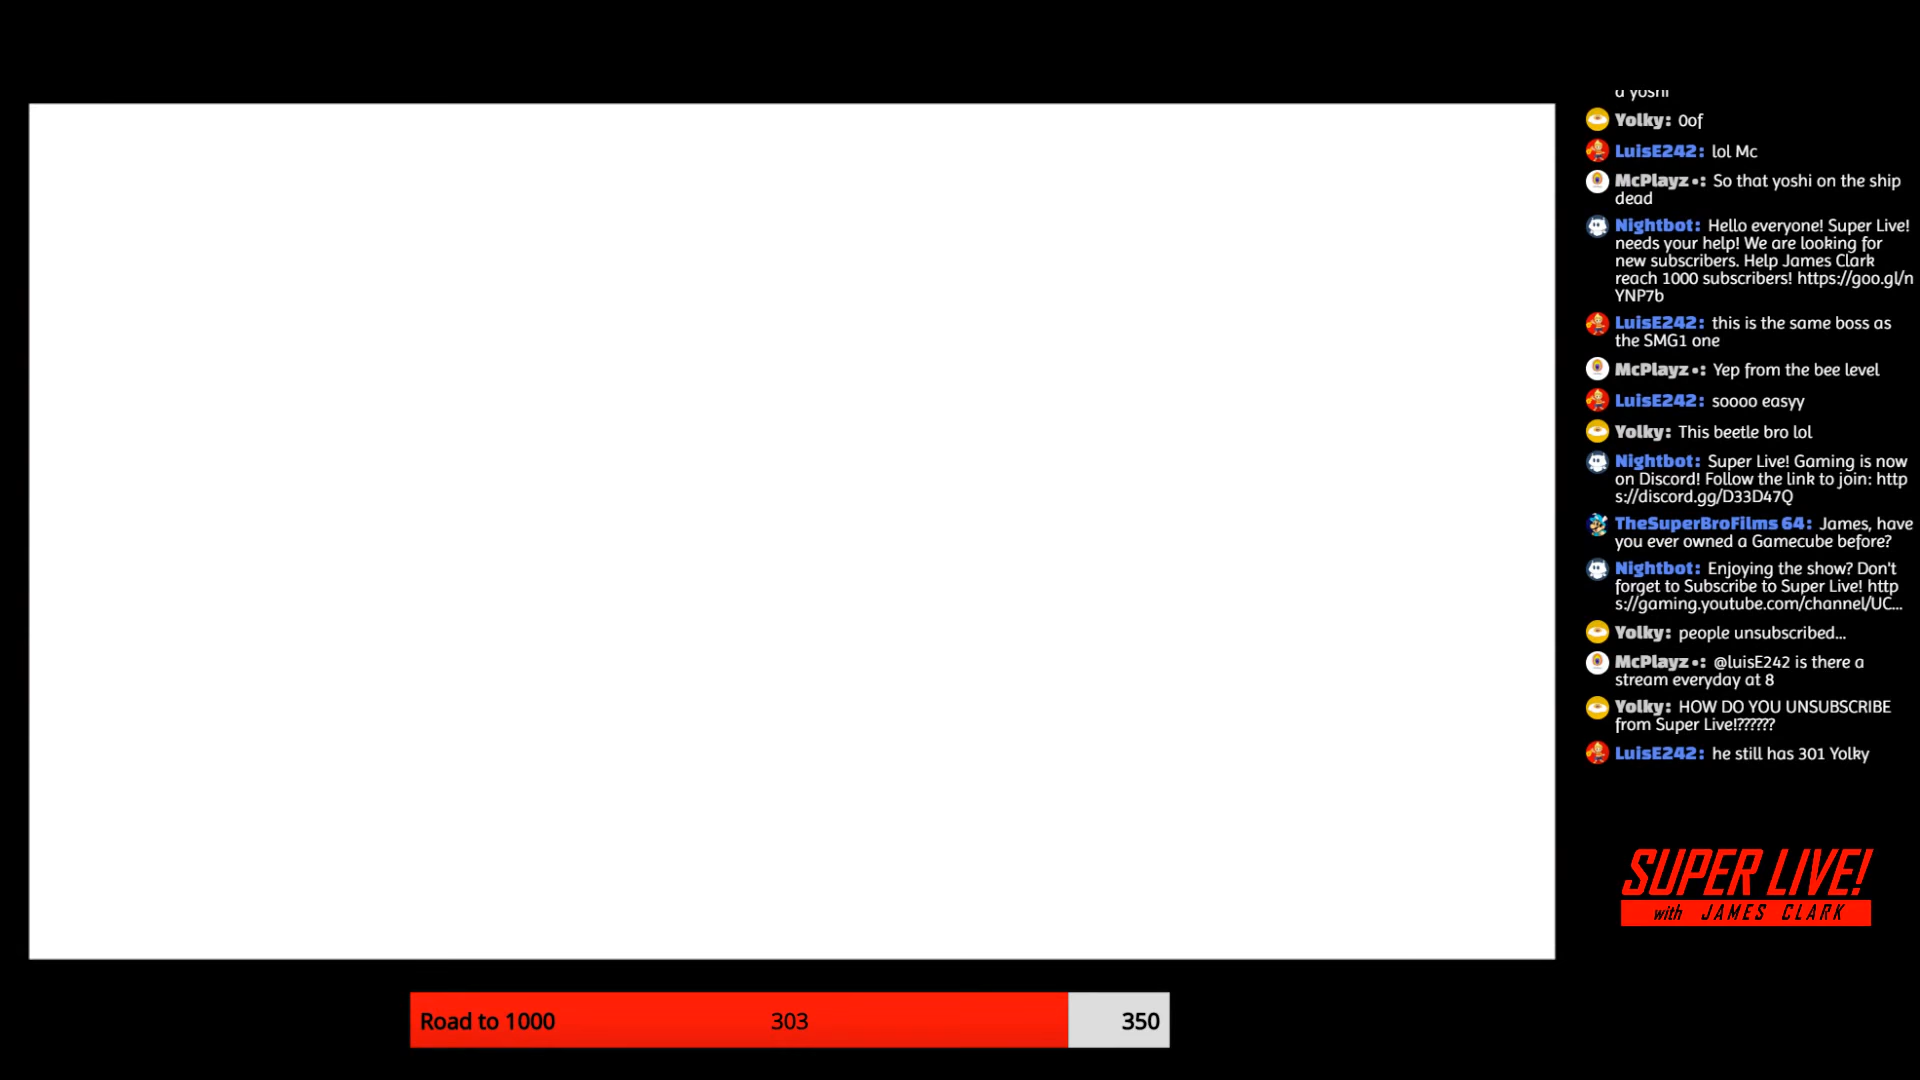 a yoshi
Yolky: Oof
LuisE242: lol Mc
McPlayz •: So that yoshi on the ship
dead
Nightbot: Hello everyone! Super Live!
needs your help! We are looking for
new subscribers. Help James Clark
reach 1000 subscribers! https://goo.gl/n
YNP7b
LuisE242: this is the same boss as
the SMG1 one
McPlayz •: Yep from the bee level
LuisE242: soooo easyy
Yolky: This beetle bro lol
Nightbot: Super Live! Gaming is now
on Discord! Follow the link to join: http
s://discord.gg/D33D47Q
TheSuperBroFilms 64: James, have
you ever owned a Gamecube before?
Nightbot: Enjoying the show? Don't
forget to Subscribe to Super Live! http
s://gaming.youtube.com/channel/UC...
Yolky: people unsubscribed...
McPlayz •: @luisE242 is there a
stream everyday at 8
Yolky: HOW DO YOU UNSUBSCRIBE
from Super Live!??????
LuisE242: he still has 301 Yolky
SUPER LIVE!
with JAMES CLARK
Road to 1000 303 350